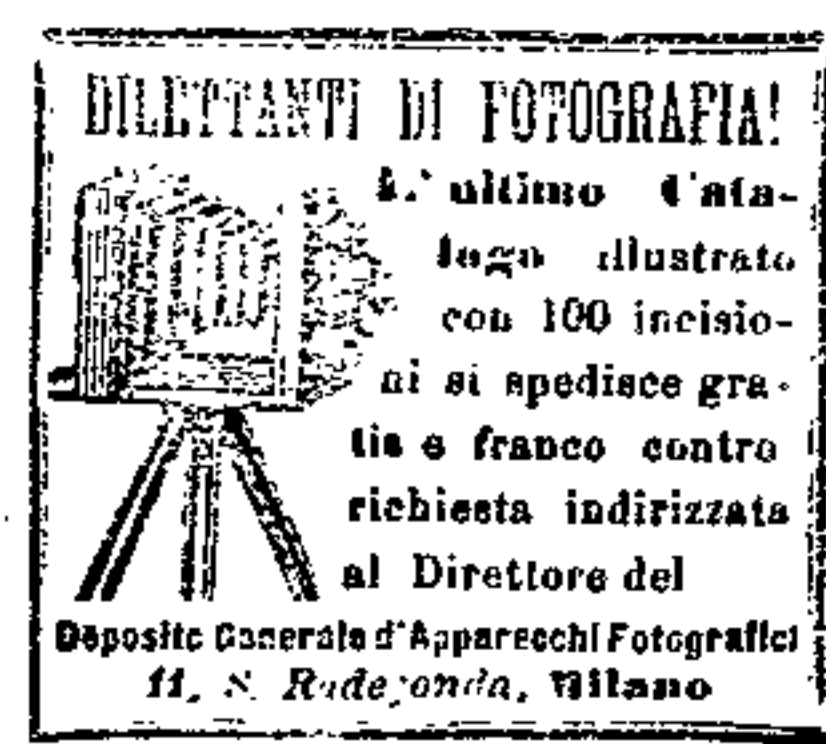 DILETTANTI DI FOTOGRAFIA!
L'ultimo Cata-
logo illustrato
con 100 incisio-
ni si spedisce gra-
tis e franco contro
richiesta indirizzata
al Direttore del
Deposito Generale d'Apparecchi Fotografici
11, S. Radegonda, Milano